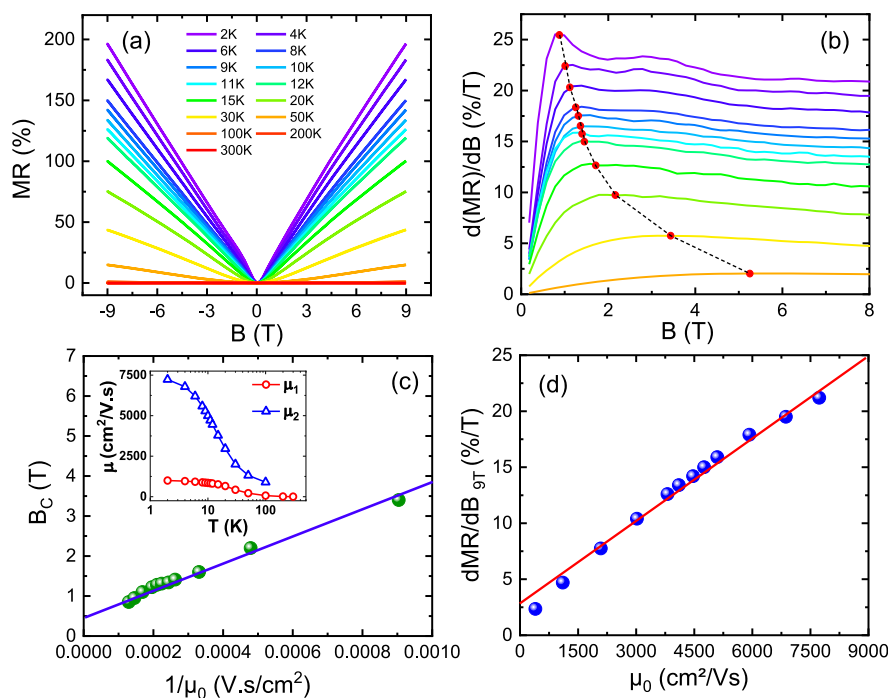 (a)
MR (%)
200
150
100
50
0
-9 -6 -3 0 3 6 9
B (T)
2K 4K
6K 8K
9K 10K
11K 12K
15K 20K
30K 50K
100K 200K
300K
(b)
d(MR)/dB (%/T)
25
20
15
10
5
0
0 2 4 6 8
B (T)
(c)
B_C (T)
7
6
5
4
3
2
1
0
0.0000 0.0002 0.0004 0.0006 0.0008 0.0010
1/μ₀ (V.s/cm²)
μ (cm²/V.s)
7500
5000
2500
0
1 10 100
T (K)
μ₁
μ₂
(d)
dMR/dB ₉T (%/T)
25
20
15
10
5
0
0 1500 3000 4500 6000 7500 9000
μ₀ (cm²/Vs)